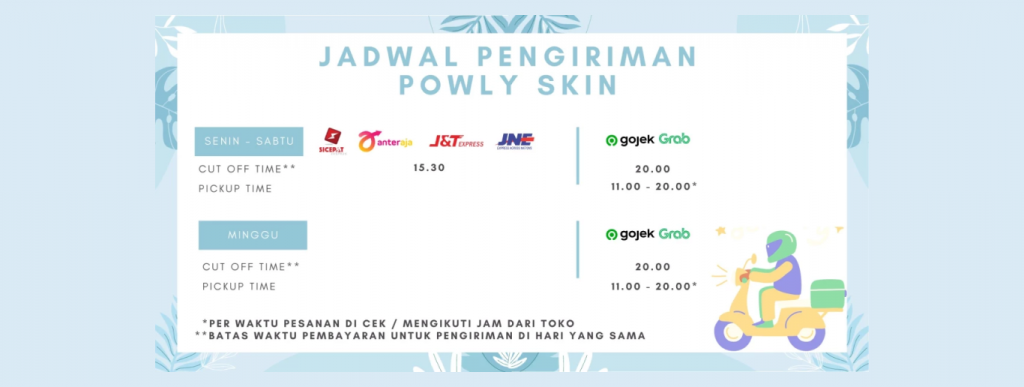 JADWAL PENGIRIMAN
POWLY SKIN
SENIN - SABTU
SICEPAT
anteraja
J&T EXPRESS
JNE
EXPRESS ACROSS NATIONS
gojek Grab
CUT OFF TIME**
15.30
20.00
PICKUP TIME
11.00 - 20.00*
MINGGU
gojek Grab
CUT OFF TIME**
20.00
PICKUP TIME
11.00 - 20.00*
*PER WAKTU PESANAN DI CEK / MENGIKUTI JAM DARI TOKO
**BATAS WAKTU PEMBAYARAN UNTUK PENGIRIMAN DI HARI YANG SAMA